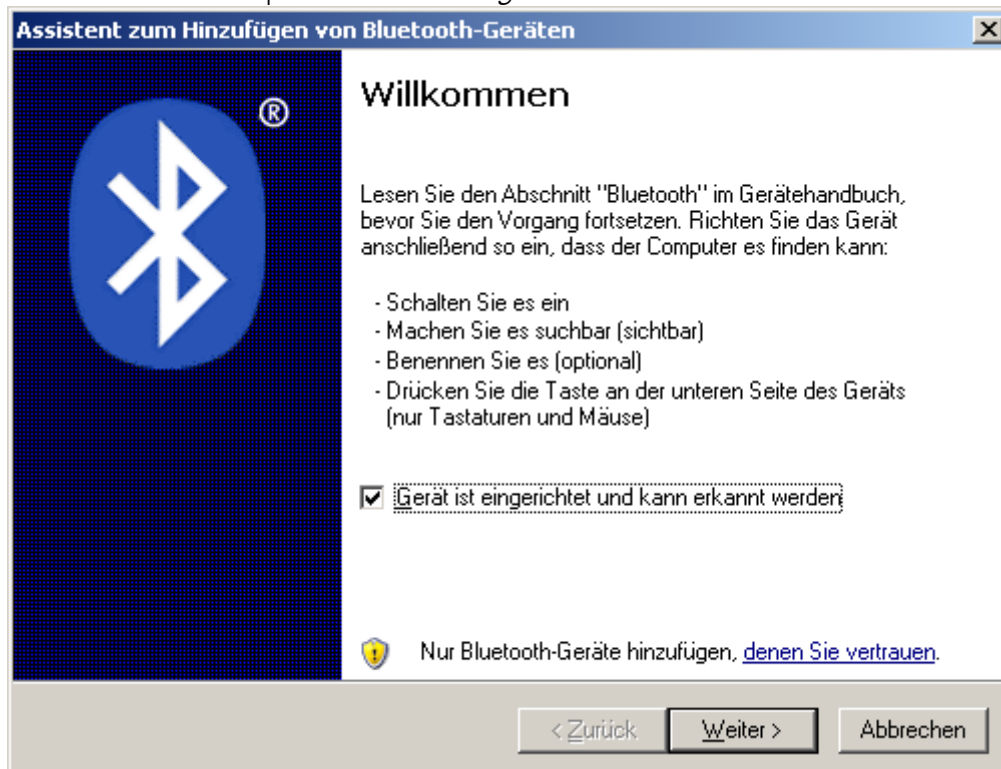 Assistent zum Hinzufügen von Bluetooth-Geräten
®
Willkommen
Lesen Sie den Abschnitt "Bluetooth" im Gerätehandbuch,
bevor Sie den Vorgang fortsetzen. Richten Sie das Gerät
anschließend so ein, dass der Computer es finden kann:
- Schalten Sie es ein
- Machen Sie es suchbar (sichtbar)
- Benennen Sie es (optional)
- Drücken Sie die Taste an der unteren Seite des Geräts
(nur Tastaturen und Mäuse)
Gerät ist eingerichtet und kann erkannt werden
Nur Bluetooth-Geräte hinzufügen, denen Sie vertrauen.
< Zurück Weiter > Abbrechen